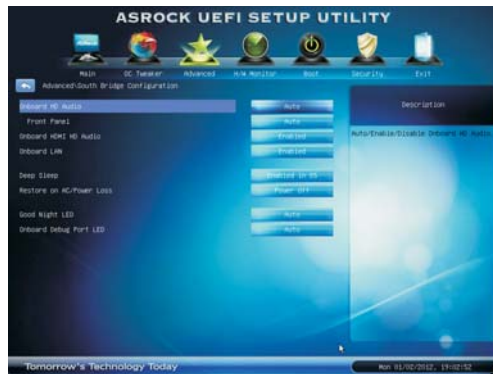 ASROCK UEFI SETUP UTILITY
Main OC Tweaker Advanced H/W Monitor Boot Security Exit
Advanced\South Bridge Configuration
Onboard HD Audio Auto
Front Panel Auto
Onboard HDMI HD Audio Enabled
Onboard LAN Enabled
Deep Sleep Enabled in S5
Restore on AC/Power Loss Power Off
Good Night LED Auto
Onboard Debug Port LED Auto
Description
Auto/Enable/Disable Onboard HD Audio
Tomorrow's Technology Today
Mon 01/02/2012, 19:02:52